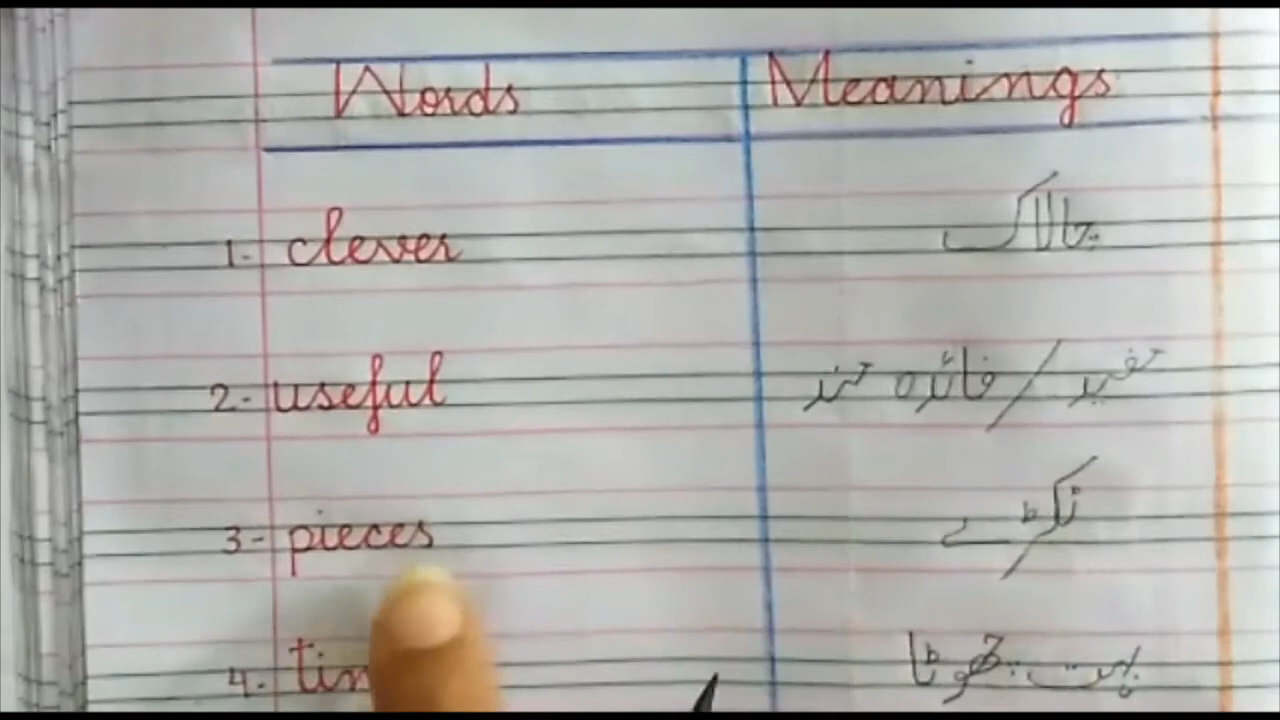 Words Meanings
1- clever چالاک
2- useful مفید / فائدہ مند
3- pieces ٹکڑے
4- بہت چھوٹا